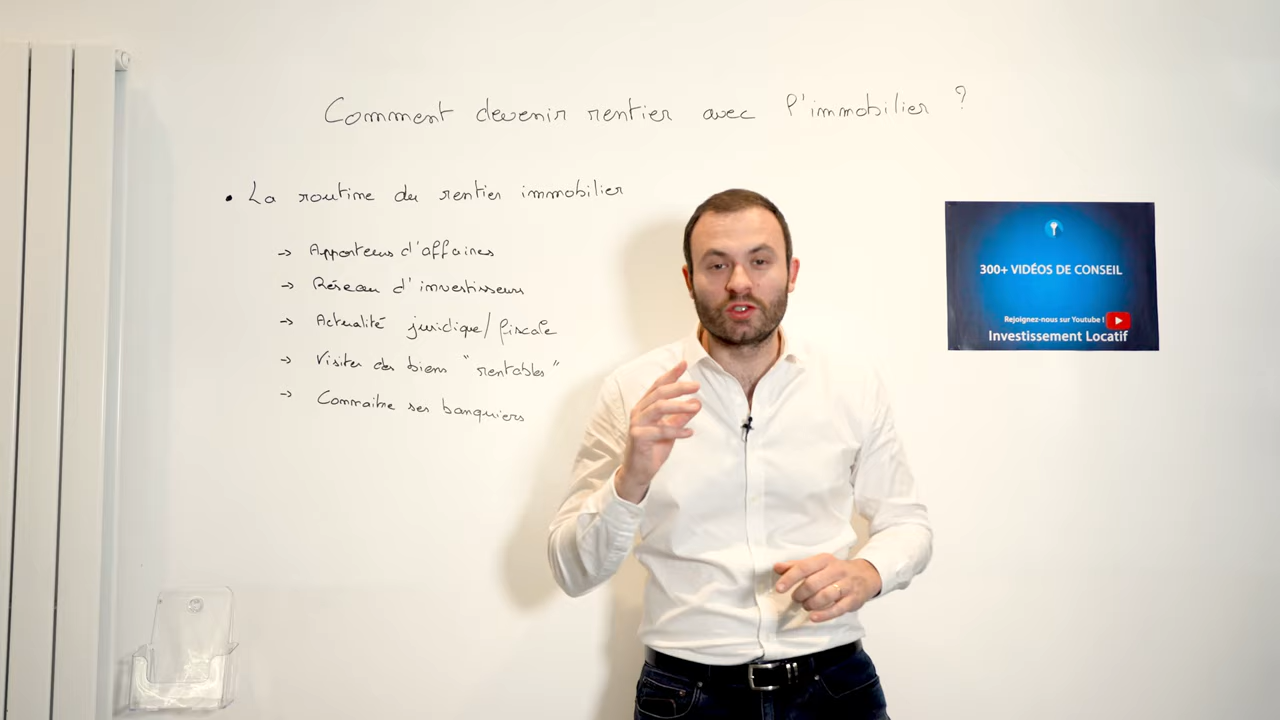 Comment devenir rentier avec l'immobilier ?
• La routine du rentier immobilier
→ Apporteurs d'affaires
→ Réseau d'investisseurs
→ Actualité juridique/fiscale
→ Visiter des biens "rentables"
→ Connaitre ses banquiers
300+ VIDÉOS DE CONSEIL
Rejoignez-nous sur Youtube !
Investissement Locatif